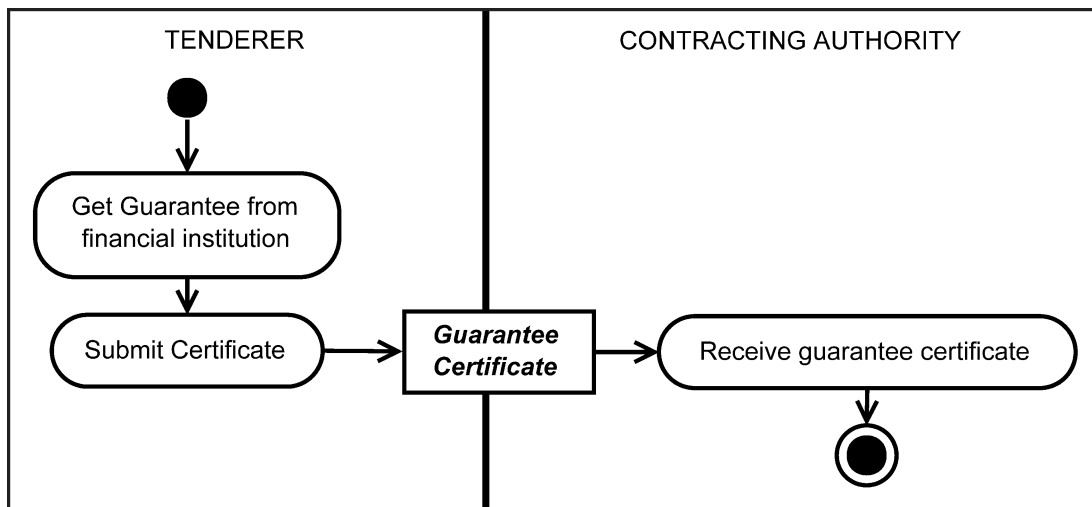 TENDERER
CONTRACTING AUTHORITY
Get Guarantee from
financial institution
Submit Certificate
Guarantee
Certificate
Receive guarantee certificate